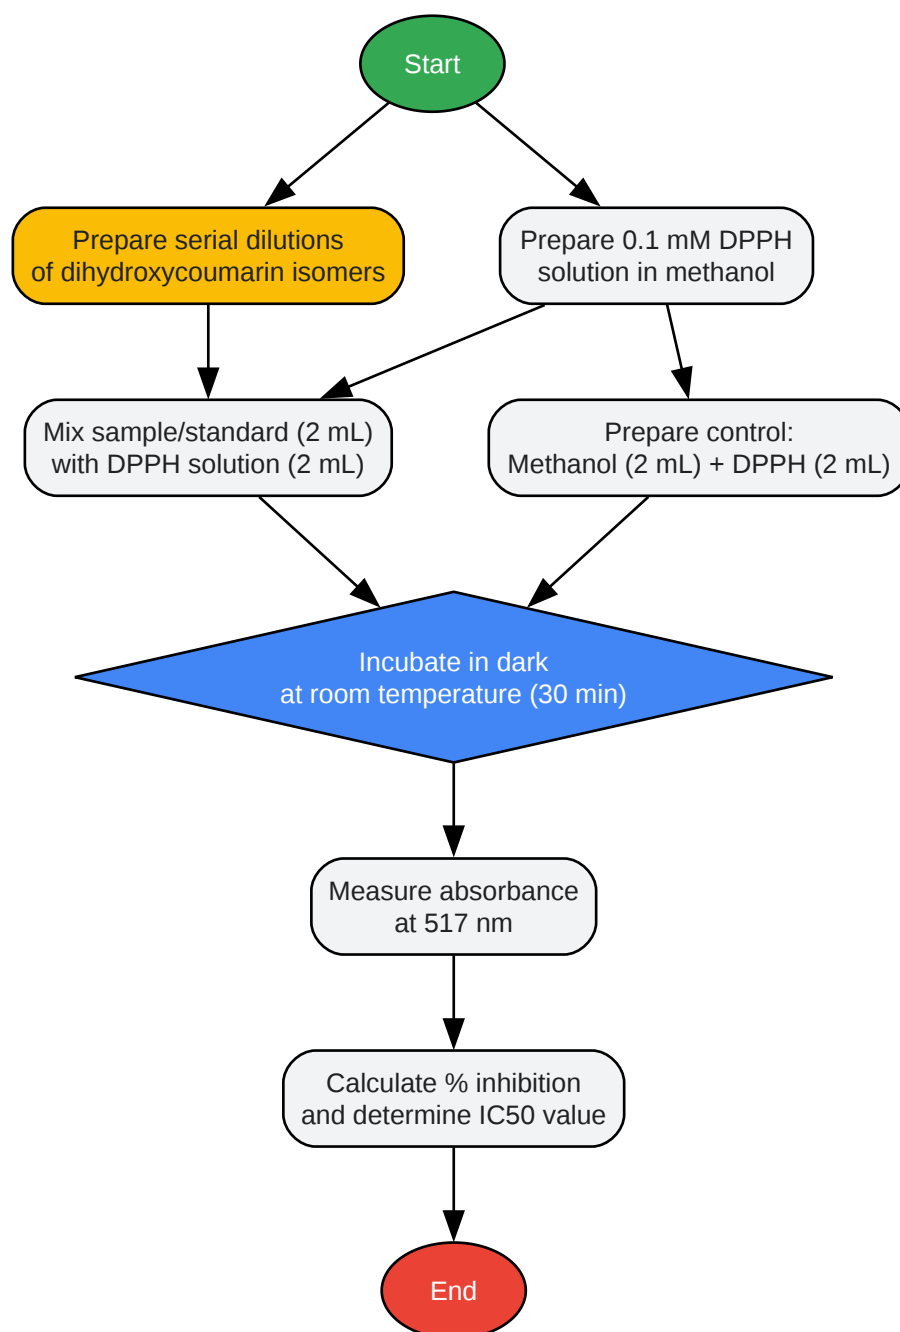 Start
Prepare serial dilutions
of dihydroxycoumarin isomers
Prepare 0.1 mM DPPH
solution in methanol
Mix sample/standard (2 mL)
with DPPH solution (2 mL)
Prepare control:
Methanol (2 mL) + DPPH (2 mL)
Incubate in dark
at room temperature (30 min)
Measure absorbance
at 517 nm
Calculate % inhibition
and determine IC50 value
End